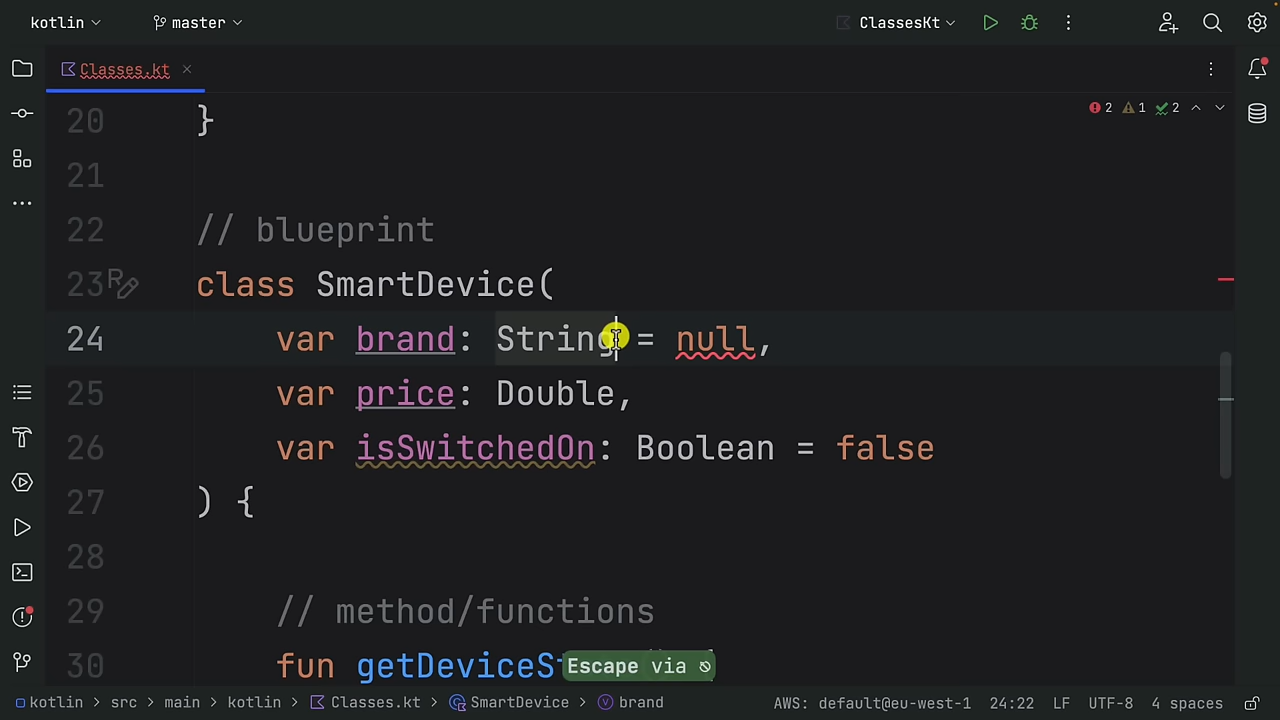 kotlin master ClassesKt
Classes.kt
2 1 2
20 }
21
22 // blueprint
23 class SmartDevice(
24 var brand: String = null,
25 var price: Double,
26 var isSwitchedOn: Boolean = false
27 ) {
28
29 // method/functions
30 fun getDeviceS
Escape via
kotlin > src > main > kotlin > Classes.kt > SmartDevice > brand AWS: default@eu-west-1 24:22 LF UTF-8 4 spaces